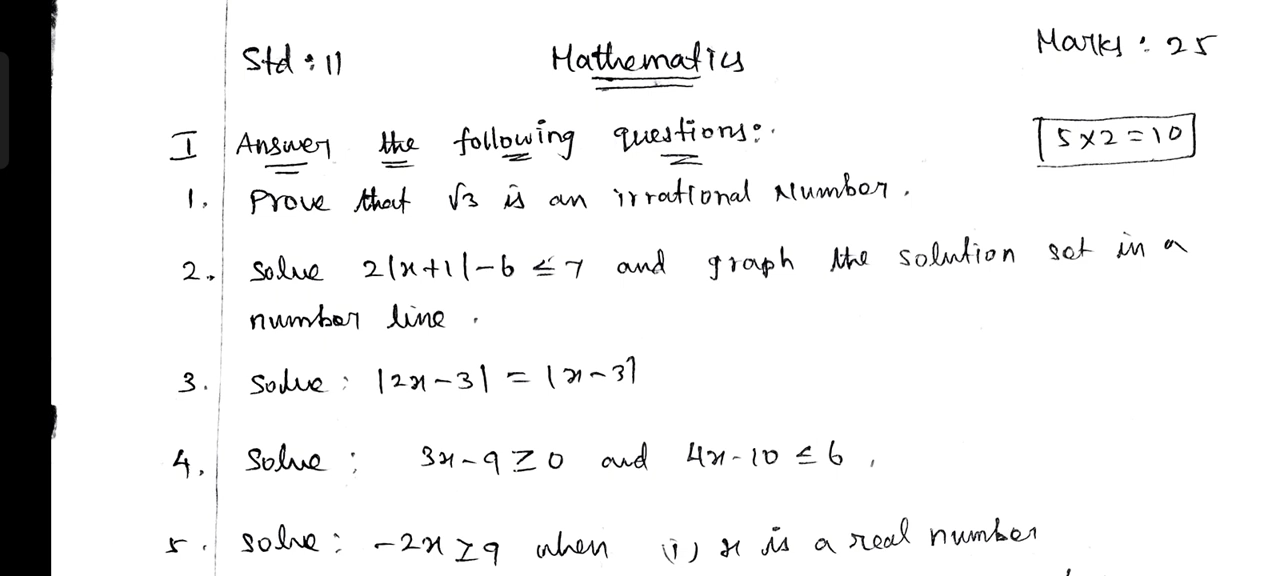 Std : 11 Mathematics Marks : 25
I Answer the following questions:. 5 x 2 = 10
1. Prove that √3 is an irrational Number.
2. Solve 2|x+1|-6 ≤ 7 and graph the solution set in a
number line.
3. Solve : |2x-3| = |x-3|
4. Solve : 3x-9 ≥ 0 and 4x-10 ≤ 6,
5. Solve : -2x ≥ 9 when (i) x is a real number